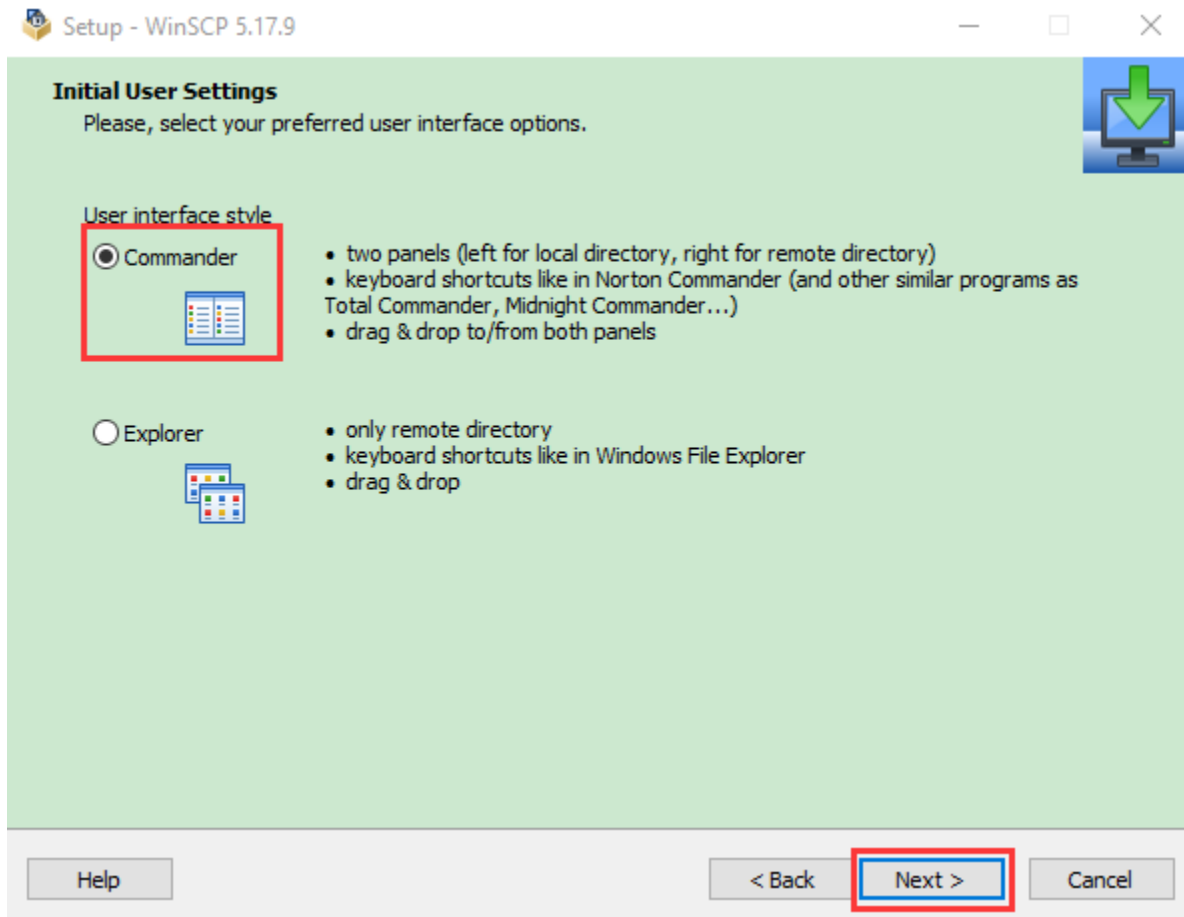 Setup - WinSCP 5.17.9
Initial User Settings
Please, select your preferred user interface options.
User interface style
Commander
• two panels (left for local directory, right for remote directory)
• keyboard shortcuts like in Norton Commander (and other similar programs as
Total Commander, Midnight Commander...)
• drag & drop to/from both panels
Explorer
• only remote directory
• keyboard shortcuts like in Windows File Explorer
• drag & drop
Help
< Back
Next >
Cancel